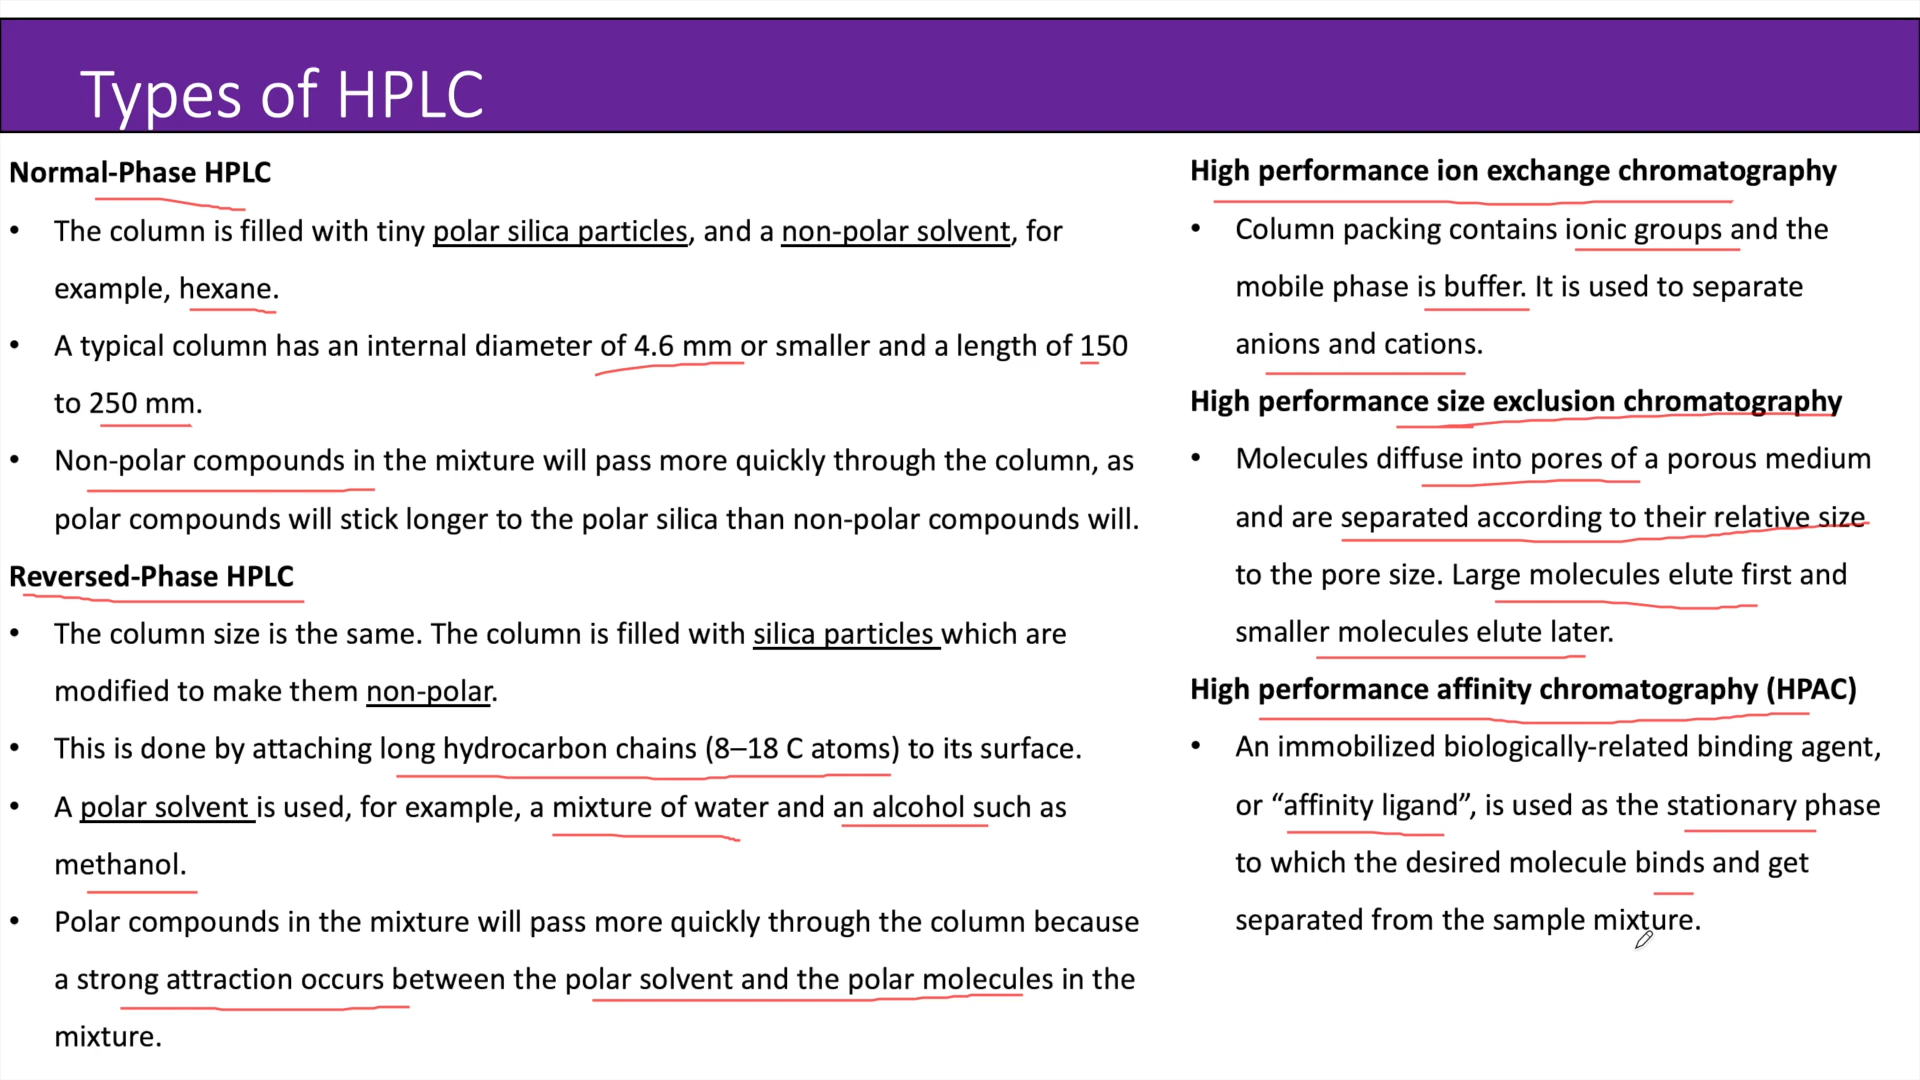 Types of HPLC
Normal-Phase HPLC
• The column is filled with tiny polar silica particles, and a non-polar solvent, for
example, hexane.
• A typical column has an internal diameter of 4.6 mm or smaller and a length of 150
to 250 mm.
• Non-polar compounds in the mixture will pass more quickly through the column, as
polar compounds will stick longer to the polar silica than non-polar compounds will.
Reversed-Phase HPLC
• The column size is the same. The column is filled with silica particles which are
modified to make them non-polar.
• This is done by attaching long hydrocarbon chains (8–18 C atoms) to its surface.
• A polar solvent is used, for example, a mixture of water and an alcohol such as
methanol.
• Polar compounds in the mixture will pass more quickly through the column because
a strong attraction occurs between the polar solvent and the polar molecules in the
mixture.
High performance ion exchange chromatography
• Column packing contains ionic groups and the
mobile phase is buffer. It is used to separate
anions and cations.
High performance size exclusion chromatography
• Molecules diffuse into pores of a porous medium
and are separated according to their relative size
to the pore size. Large molecules elute first and
smaller molecules elute later.
High performance affinity chromatography (HPAC)
• An immobilized biologically-related binding agent,
or “affinity ligand”, is used as the stationary phase
to which the desired molecule binds and get
separated from the sample mixture.